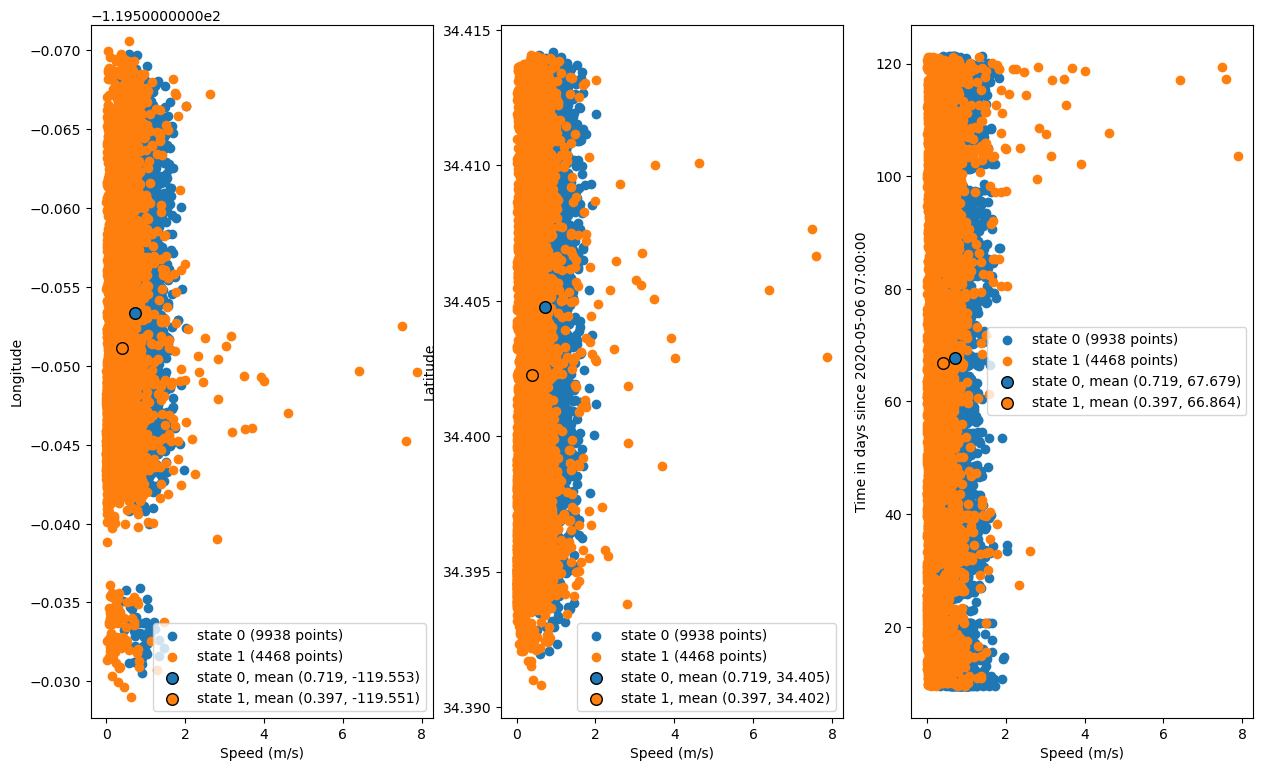 −1.1950000000e2
−0.070
−0.065
−0.060
−0.055
−0.050
−0.045
−0.040
−0.035
−0.030
Longitude
0 2 4 6 8
Speed (m/s)
state 0 (9938 points)
state 1 (4468 points)
state 0, mean (0.719, -119.553)
state 1, mean (0.397, -119.551)
34.415
34.410
34.405
34.400
34.395
34.390
Latitude
0 2 4 6 8
Speed (m/s)
state 0 (9938 points)
state 1 (4468 points)
state 0, mean (0.719, 34.405)
state 1, mean (0.397, 34.402)
120
100
80
60
40
20
Time in days since 2020-05-06 07:00:00
0 2 4 6 8
Speed (m/s)
state 0 (9938 points)
state 1 (4468 points)
state 0, mean (0.719, 67.679)
state 1, mean (0.397, 66.864)